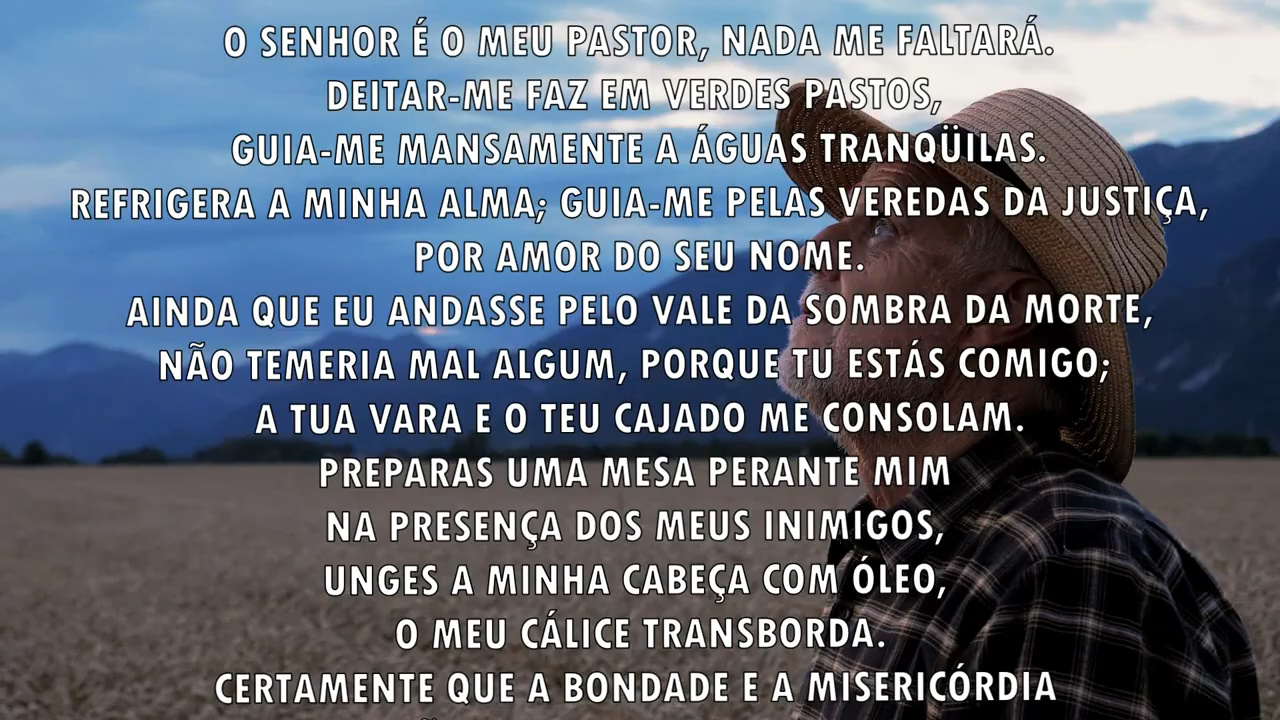 O SENHOR É O MEU PASTOR, NADA ME FALTARÁ.
DEITAR-ME FAZ EM VERDES PASTOS,
GUIA-ME MANSAMENTE A ÁGUAS TRANQÜILAS.
REFRIGERA A MINHA ALMA; GUIA-ME PELAS VEREDAS DA JUSTIÇA,
POR AMOR DO SEU NOME.
AINDA QUE EU ANDASSE PELO VALE DA SOMBRA DA MORTE,
NÃO TEMERIA MAL ALGUM, PORQUE TU ESTÁS COMIGO;
A TUA VARA E O TEU CAJADO ME CONSOLAM.
PREPARAS UMA MESA PERANTE MIM
NA PRESENÇA DOS MEUS INIMIGOS,
UNGES A MINHA CABEÇA COM ÓLEO,
O MEU CÁLICE TRANSBORDA.
CERTAMENTE QUE A BONDADE E A MISERICÓRDIA